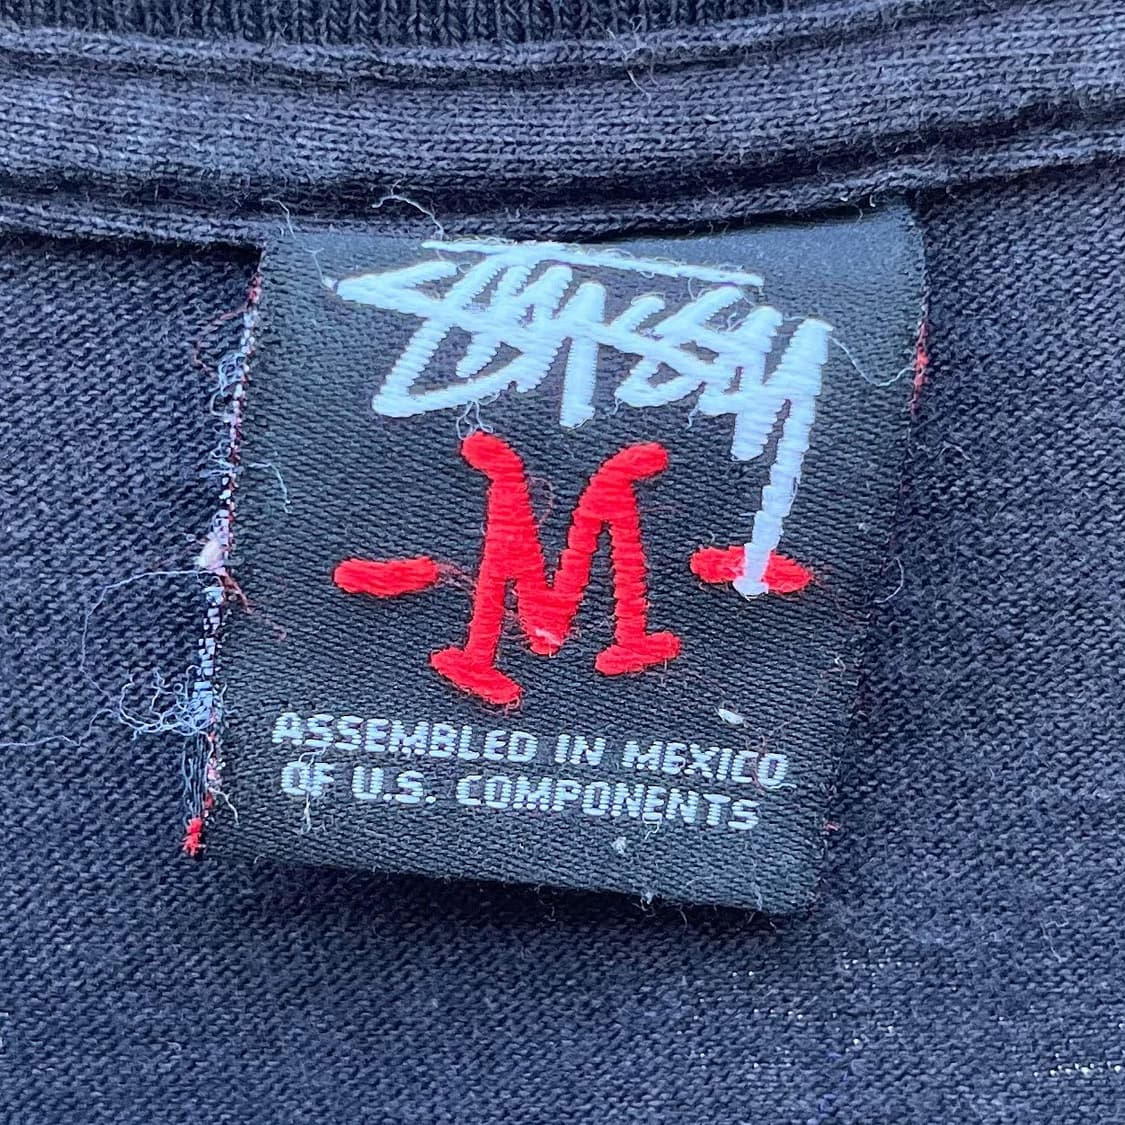 STUSSY
- M -
ASSEMBLED IN MEXICO
OF U.S. COMPONENTS